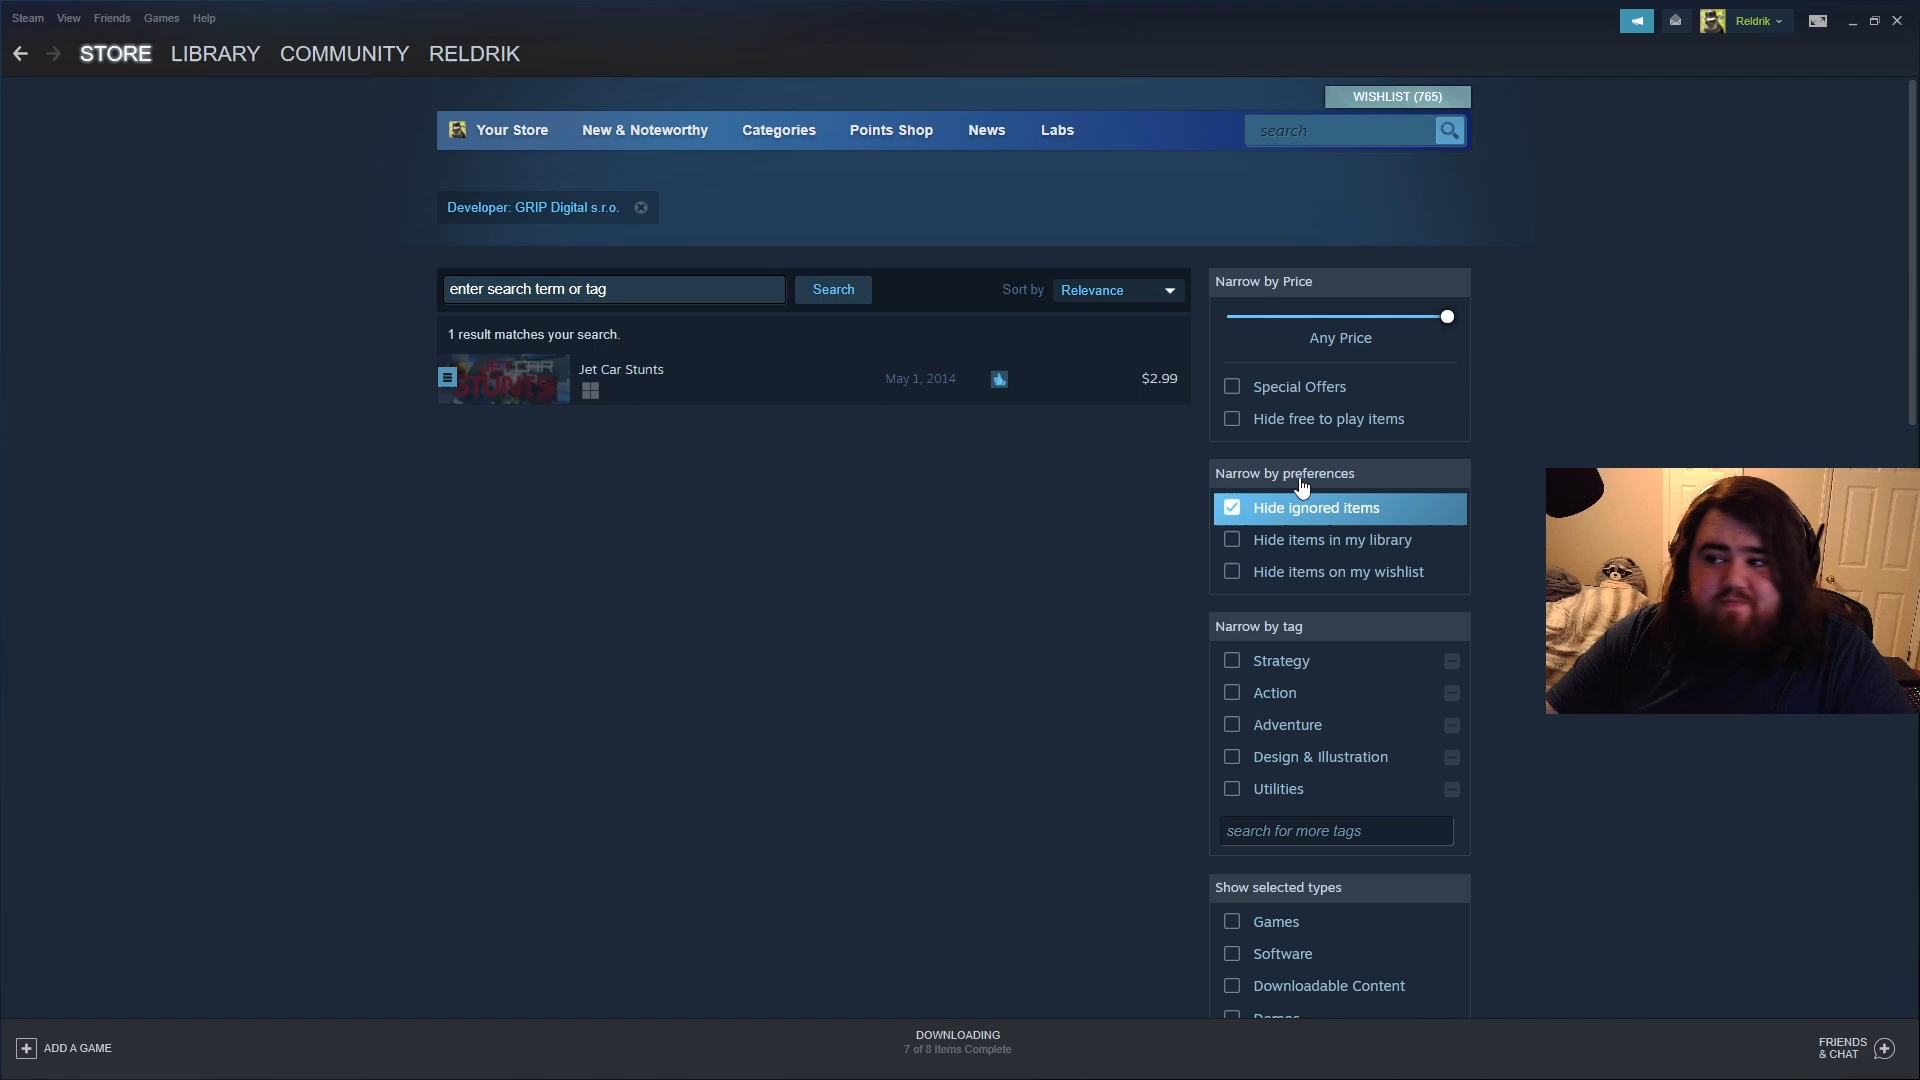 Steam View Friends Games Help
Reldrik
STORE LIBRARY COMMUNITY RELDRIK
WISHLIST (765)
Your Store New & Noteworthy Categories Points Shop News Labs
search
Developer: GRIP Digital s.r.o.
enter search term or tag
Search
Sort by Relevance
1 result matches your search.
JET CAR
STUNTS
Jet Car Stunts
May 1, 2014
$2.99
Narrow by Price
Any Price
Special Offers
Hide free to play items
Narrow by preferences
Hide ignored items
Hide items in my library
Hide items on my wishlist
Narrow by tag
Strategy
Action
Adventure
Design & Illustration
Utilities
search for more tags
Show selected types
Games
Software
Downloadable Content
Demos
ADD A GAME
DOWNLOADING
7 of 8 Items Complete
FRIENDS
& CHAT